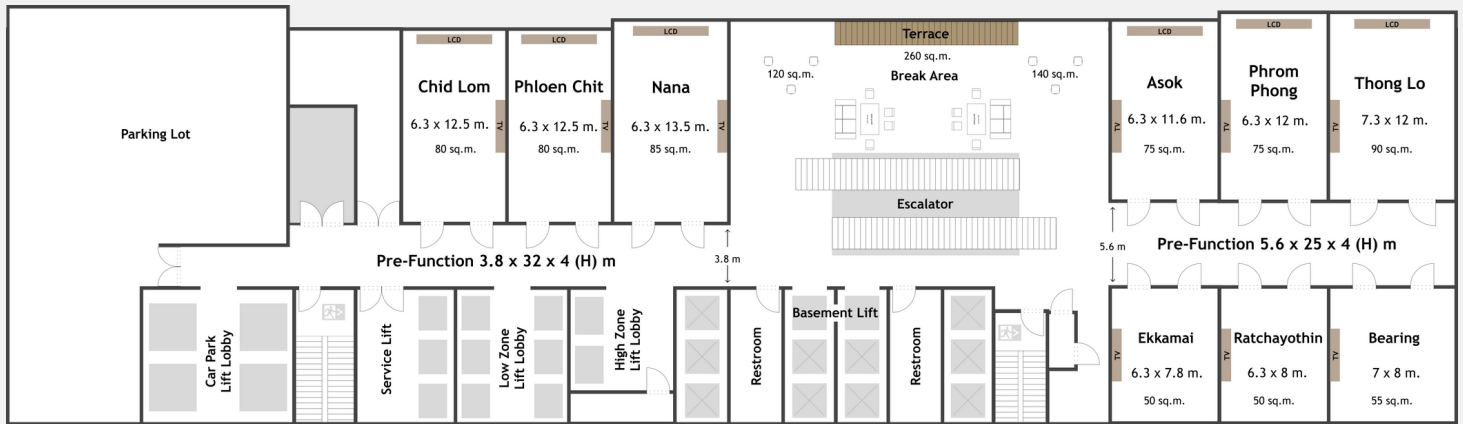 Parking Lot
LCD
Chid Lom
6.3 x 12.5 m.
80 sq.m.
TV
LCD
Phloen Chit
6.3 x 12.5 m.
80 sq.m.
TV
LCD
Nana
6.3 x 13.5 m.
85 sq.m.
TV
Terrace
260 sq.m.
Break Area
120 sq.m.
140 sq.m.
Escalator
LCD
Asok
6.3 x 11.6 m.
75 sq.m.
TV
LCD
Phrom
Phong
6.3 x 12 m.
75 sq.m.
TV
LCD
Thong Lo
7.3 x 12 m.
90 sq.m.
TV
Pre-Function 3.8 x 32 x 4 (H) m
3.8 m
5.6 m
Pre-Function 5.6 x 25 x 4 (H) m
Car Park
Lift Lobby
Service Lift
Low Zone
Lift Lobby
High Zone
Lift Lobby
Restroom
Basement Lift
Restroom
Ekkamai
6.3 x 7.8 m.
50 sq.m.
TV
Ratchayothin
6.3 x 8 m.
50 sq.m.
TV
Bearing
7 x 8 m.
55 sq.m.
TV